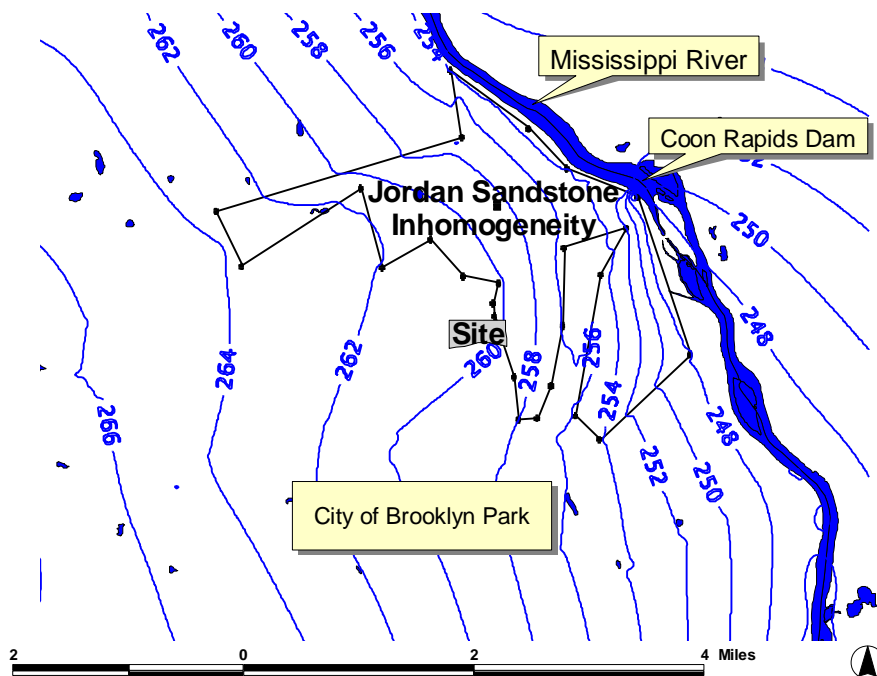 262
260
258
256
254
Mississippi River
Coon Rapids Dam
Jordan Sandstone
Inhomogeneity
250
248
Site
264
262
260
258
256
254
248
266
252
250
City of Brooklyn Park
2 0 2 4 Miles